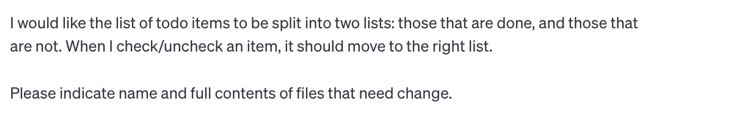 I would like the list of todo items to be split into two lists: those that are done, and those that
are not. When I check/uncheck an item, it should move to the right list.
Please indicate name and full contents of files that need change.